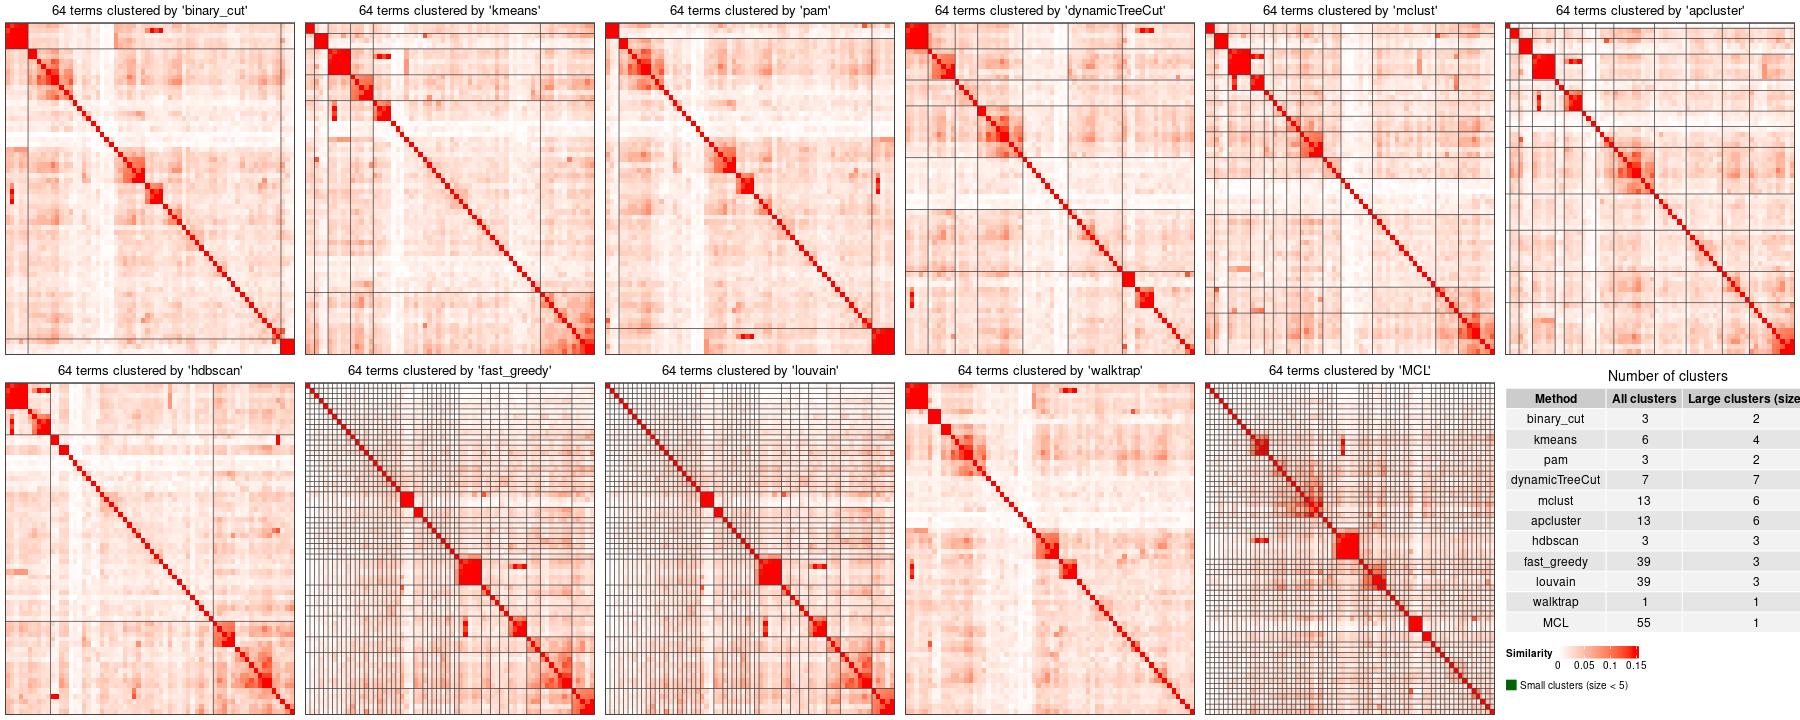 64 terms clustered by 'binary_cut'
64 terms clustered by 'kmeans'
64 terms clustered by 'pam'
64 terms clustered by 'dynamicTreeCut'
64 terms clustered by 'mclust'
64 terms clustered by 'apcluster'
64 terms clustered by 'hdbscan'
64 terms clustered by 'fast_greedy'
64 terms clustered by 'louvain'
64 terms clustered by 'walktrap'
64 terms clustered by 'MCL'
Number of clusters
Method All clusters Large clusters (size
binary_cut 3 2
kmeans 6 4
pam 3 2
dynamicTreeCut 7 7
mclust 13 6
apcluster 13 6
hdbscan 3 3
fast_greedy 39 3
louvain 39 3
walktrap 1 1
MCL 55 1
Similarity
0 0.05 0.1 0.15
Small clusters (size < 5)